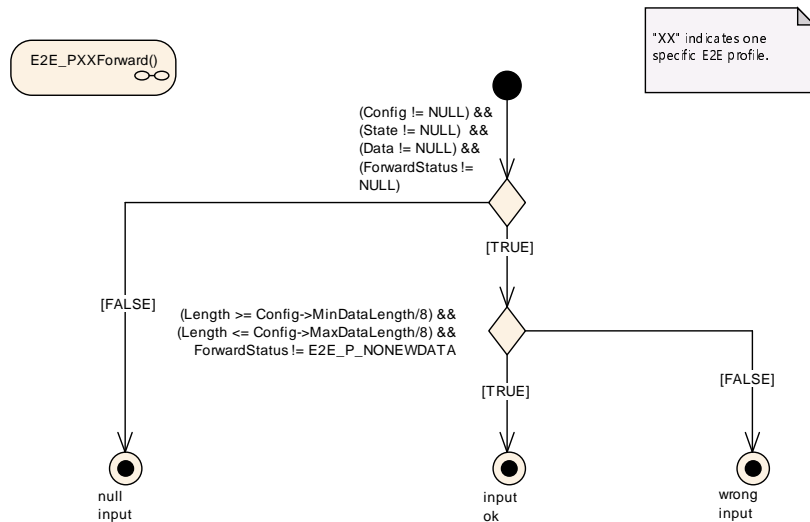 E2E_PXXForward()
"XX" indicates one
specific E2E profile.
(Config != NULL) &&
(State != NULL)  &&
(Data != NULL) &&
(ForwardStatus !=
NULL)
[TRUE]
[FALSE]
(Length >= Config->MinDataLength/8) &&
(Length <= Config->MaxDataLength/8) &&
ForwardStatus != E2E_P_NONEWDATA
[FALSE]
[TRUE]
null
input
input
ok
wrong
input